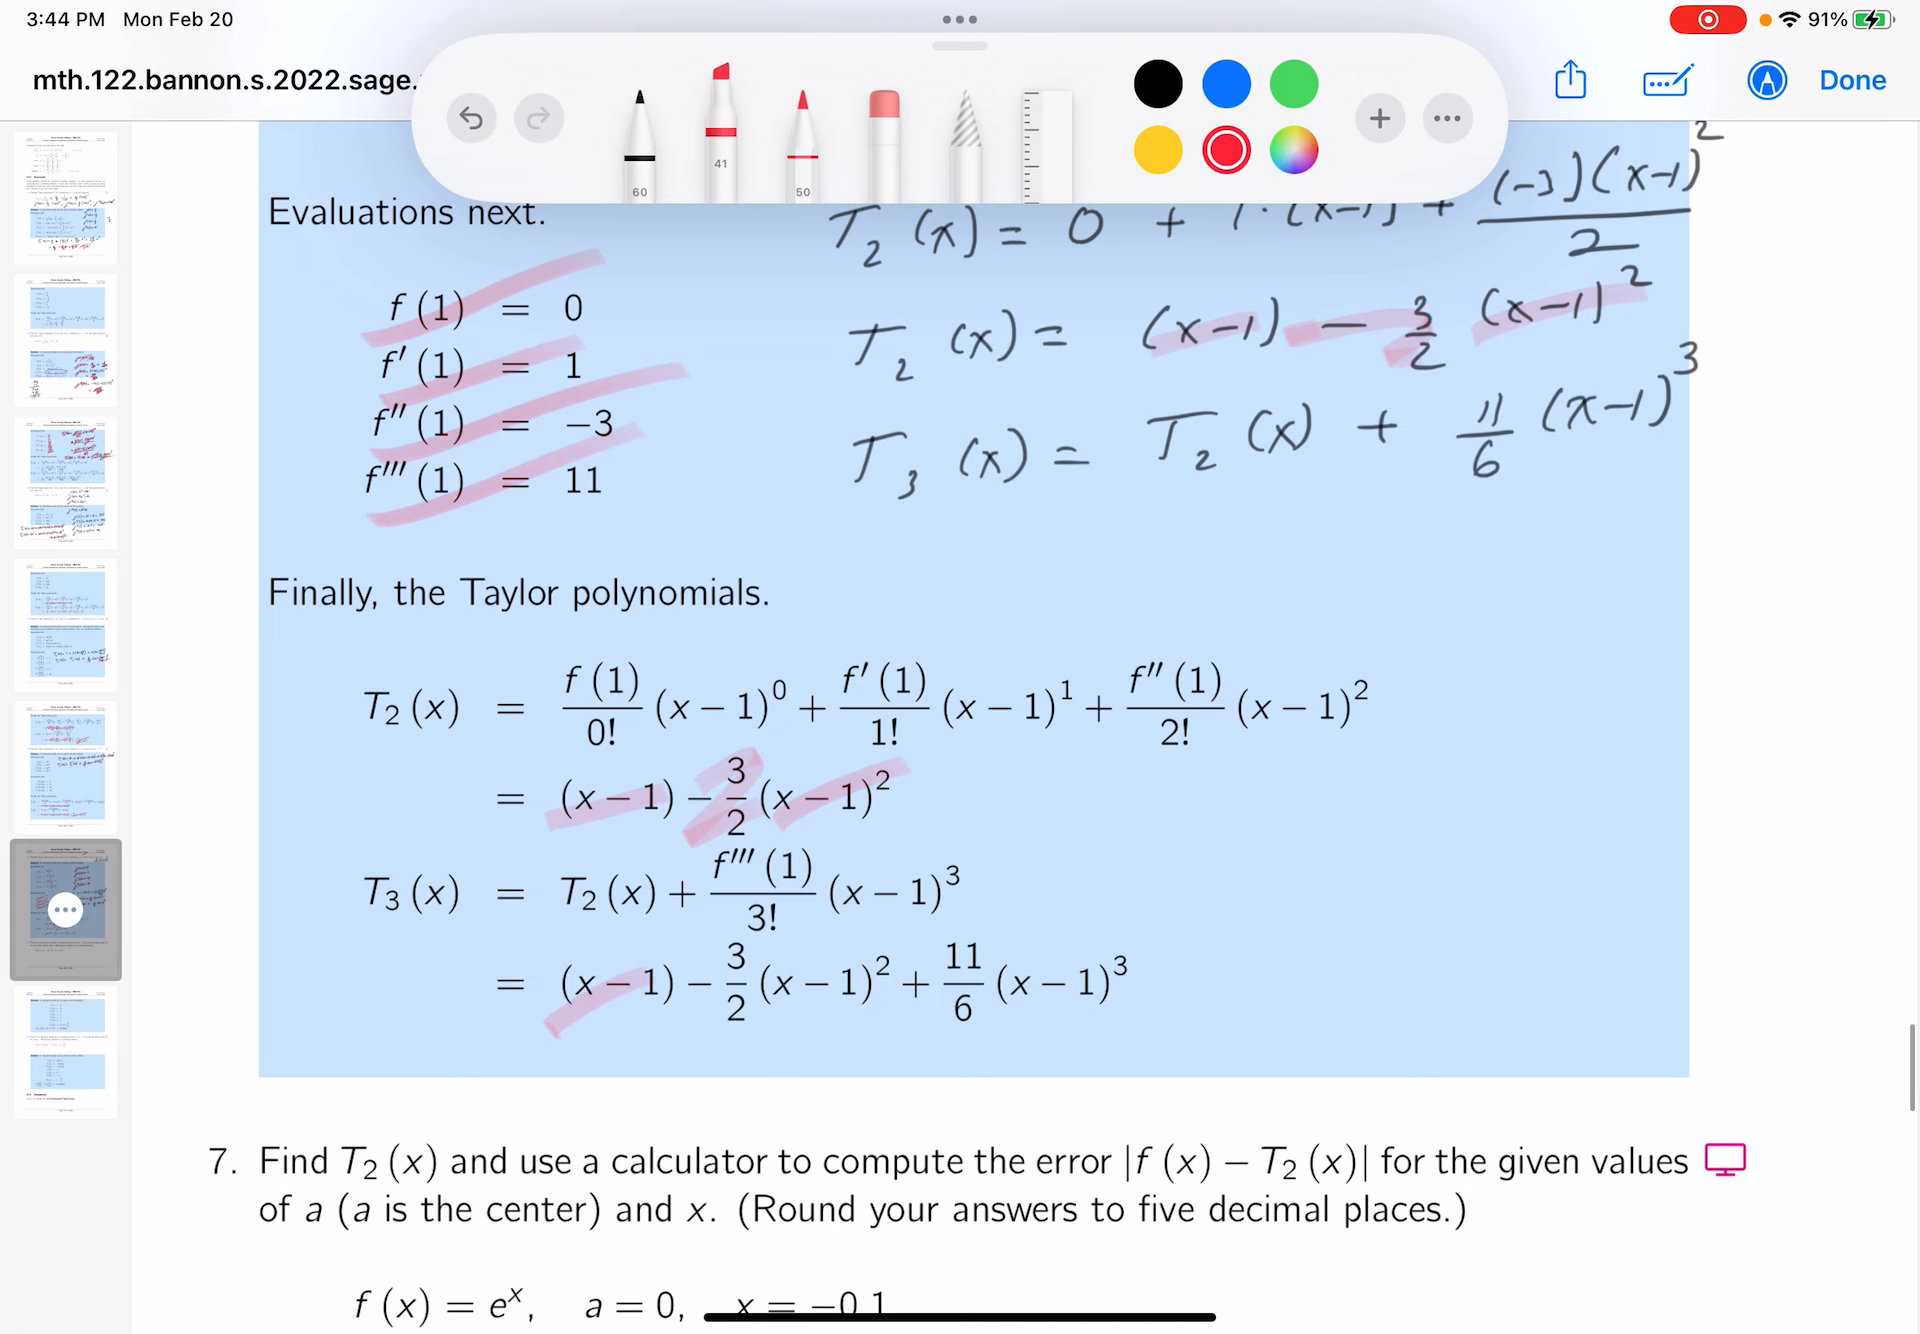 3:44 PM Mon Feb 20
91%
mth.122.bannon.s.2022.sage.
Done
60
41
50
Evaluations next.
T₂ (x) = 0 + 1·(x-1) + (-3)(x-1)²/2
f (1) = 0
T₂ (x) = (x-1) - 3/2 (x-1)²
f′ (1) = 1
f″ (1) = −3
T₃ (x) = T₂ (x) + 11/6 (x-1)³
f‴ (1) = 11
Finally, the Taylor polynomials.
T₂ (x) = f (1)/0! (x − 1)⁰ + f′ (1)/1! (x − 1)¹ + f″ (1)/2! (x − 1)²
= (x − 1) − 3/2 (x − 1)²
T₃ (x) = T₂ (x) + f‴ (1)/3! (x − 1)³
= (x − 1) − 3/2 (x − 1)² + 11/6 (x − 1)³
7. Find T₂ (x) and use a calculator to compute the error |f (x) − T₂ (x)| for the given values
of a (a is the center) and x. (Round your answers to five decimal places.)
f (x) = eˣ, a = 0, x = −0.1